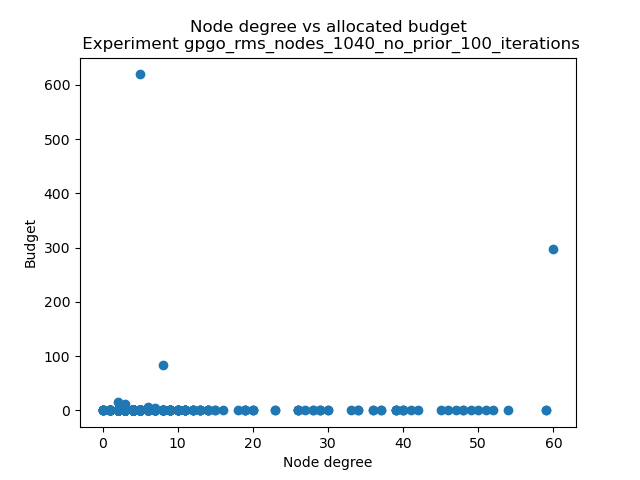 Node degree vs allocated budget
Experiment gpgo_rms_nodes_1040_no_prior_100_iterations
600
500
400
300
200
100
0
Budget
0 10 20 30 40 50 60
Node degree